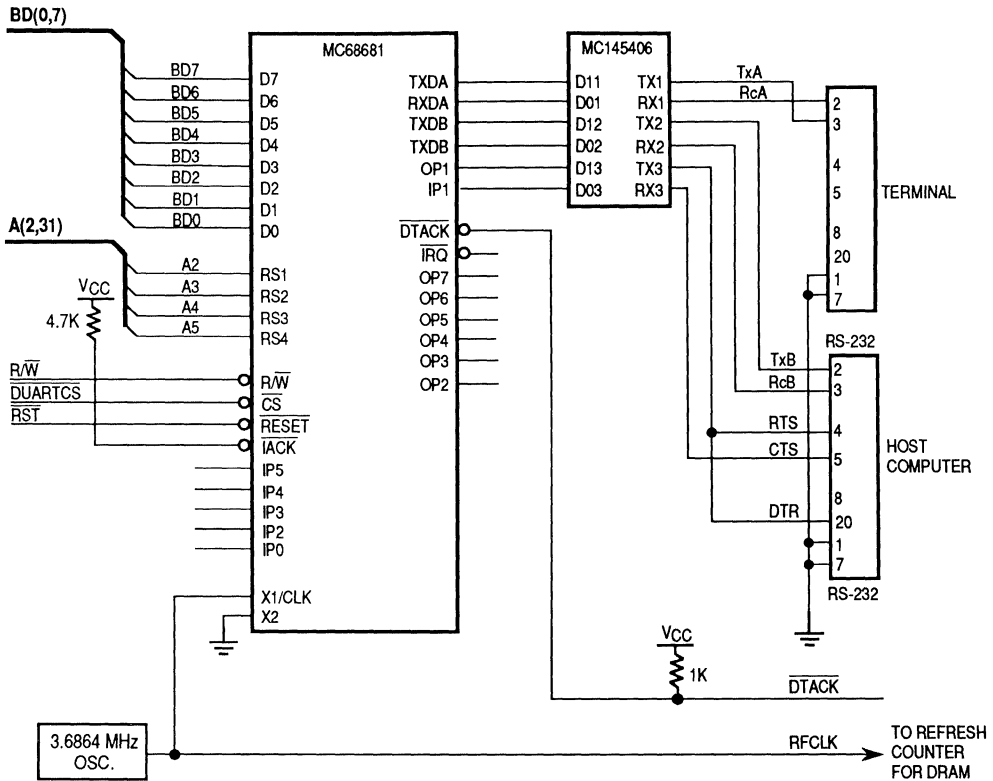 BD(0,7)
MC68681
MC145406
BD7
BD6
BD5
BD4
BD3
BD2
BD1
BD0
D7
D6
D5
D4
D3
D2
D1
D0
TXDA
RXDA
TXDB
TXDB
OP1
IP1
D11
D01
D12
D02
D13
D03
TX1
RX1
TX2
RX2
TX3
RX3
TxA
RcA
2
3
4
5
8
20
1
7
TERMINAL
RS-232
A(2,31)
A2
A3
A4
A5
RS1
RS2
RS3
RS4
DTACK
IRQ
OP7
OP6
OP5
OP4
OP3
OP2
VCC
4.7K
R/W
DUARTCS
RST
R/W
CS
RESET
IACK
IP5
IP4
IP3
IP2
IP0
X1/CLK
X2
TxB
RcB
RTS
CTS
DTR
2
3
4
5
8
20
1
7
HOST
COMPUTER
RS-232
VCC
1K
DTACK
3.6864 MHz
OSC.
RFCLK
TO REFRESH
COUNTER
FOR DRAM